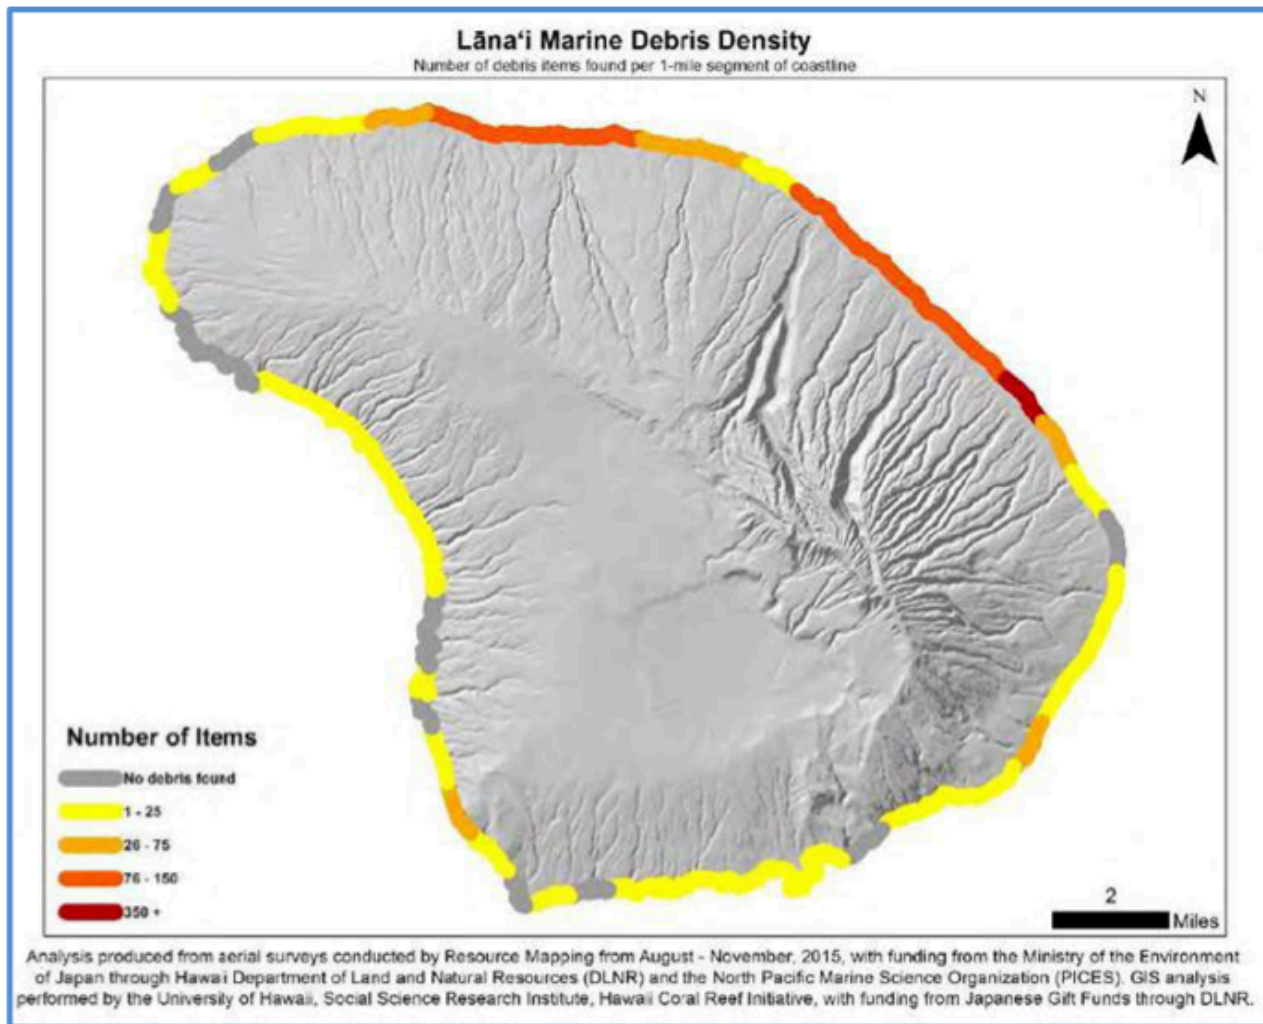 Lāna‘i Marine Debris Density
Number of debris items found per 1-mile segment of coastline
N
Number of Items
No debris found
1 - 25
26 - 75
76 - 150
350 +
2
Miles
Analysis produced from aerial surveys conducted by Resource Mapping from August - November, 2015, with funding from the Ministry of the Environment
of Japan through Hawaii Department of Land and Natural Resources (DLNR) and the North Pacific Marine Science Organization (PICES). GIS analysis
performed by the University of Hawaii, Social Science Research Institute, Hawaii Coral Reef Initiative, with funding from Japanese Gift Funds through DLNR.